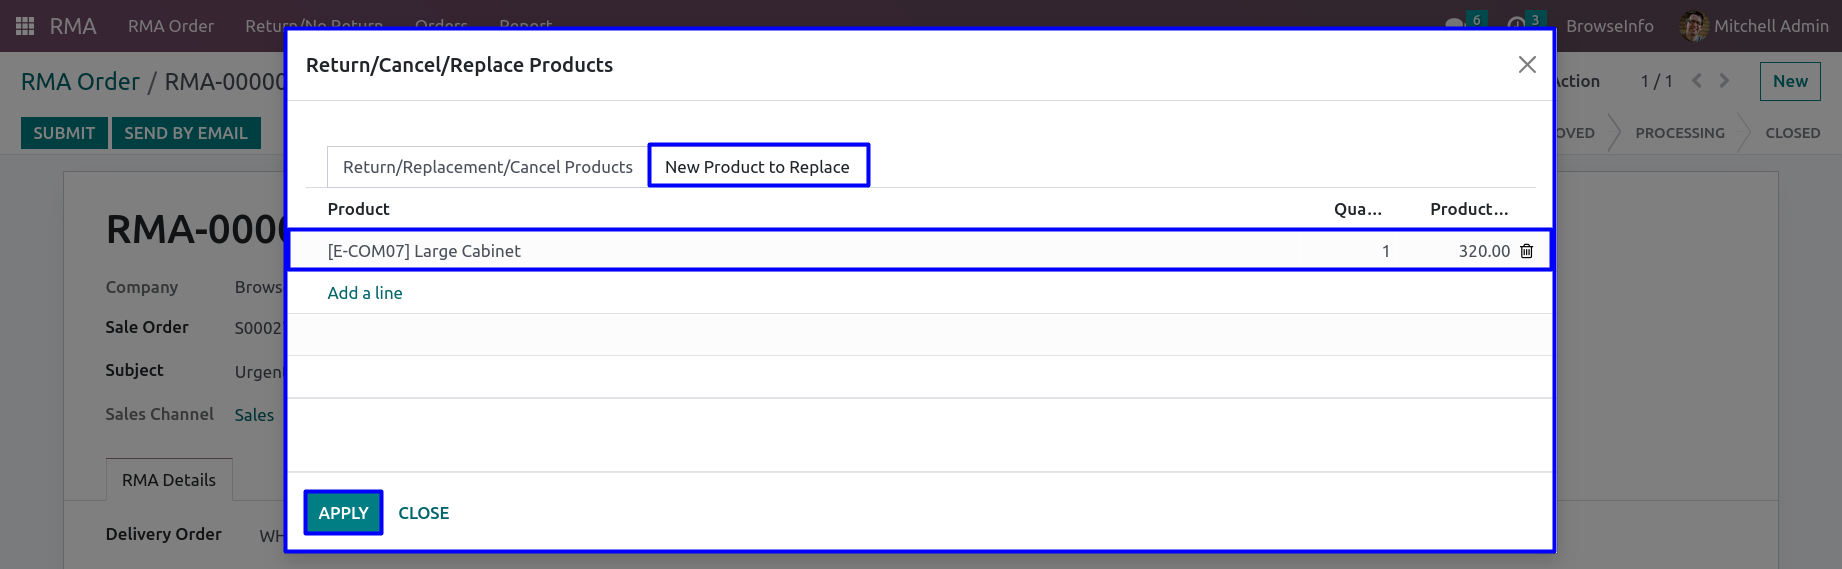 RMA RMA Order Return/No Return Orders Report 6 3 BrowseInfo Mitchell Admin
Return/Cancel/Replace Products
RMA Order / RMA-0000 Action 1 / 1 New
SUBMIT SEND BY EMAIL PROCESSING CLOSED
Return/Replacement/Cancel Products New Product to Replace
Product Qua... Product...
RMA-000
[E-COM07] Large Cabinet 1 320.00
Company Brows
Add a line
Sale Order S0002
Subject Urgen
Sales Channel Sales
RMA Details
APPLY CLOSE
Delivery Order WH